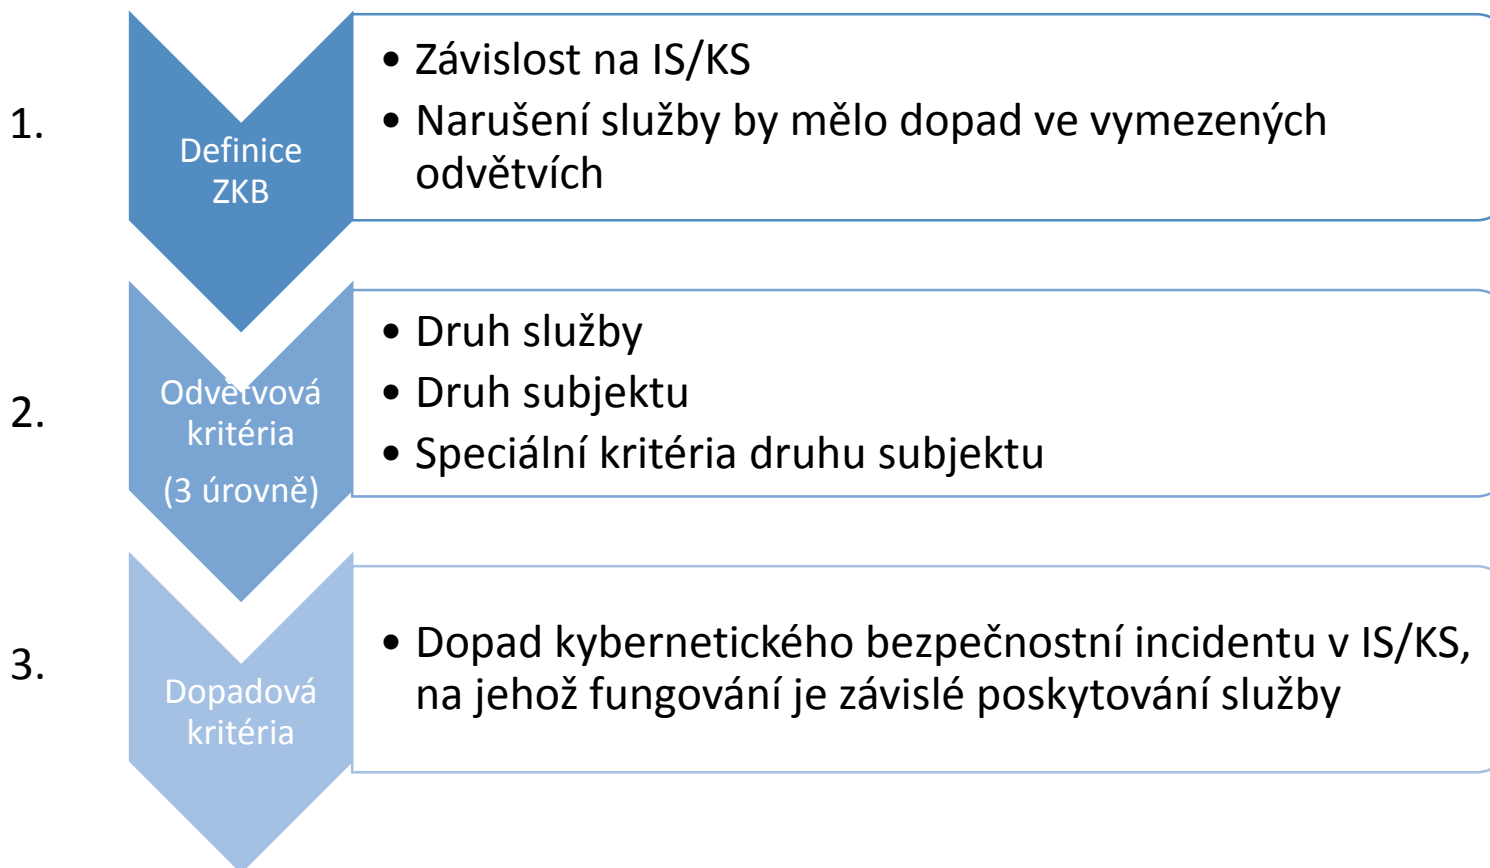 1.
Definice
ZKB
• Závislost na IS/KS
• Narušení služby by mělo dopad ve vymezených
odvětvích
2.
Odvětvová
kritéria
(3 úrovně)
• Druh služby
• Druh subjektu
• Speciální kritéria druhu subjektu
3.
Dopadová
kritéria
• Dopad kybernetického bezpečnostní incidentu v IS/KS,
na jehož fungování je závislé poskytování služby